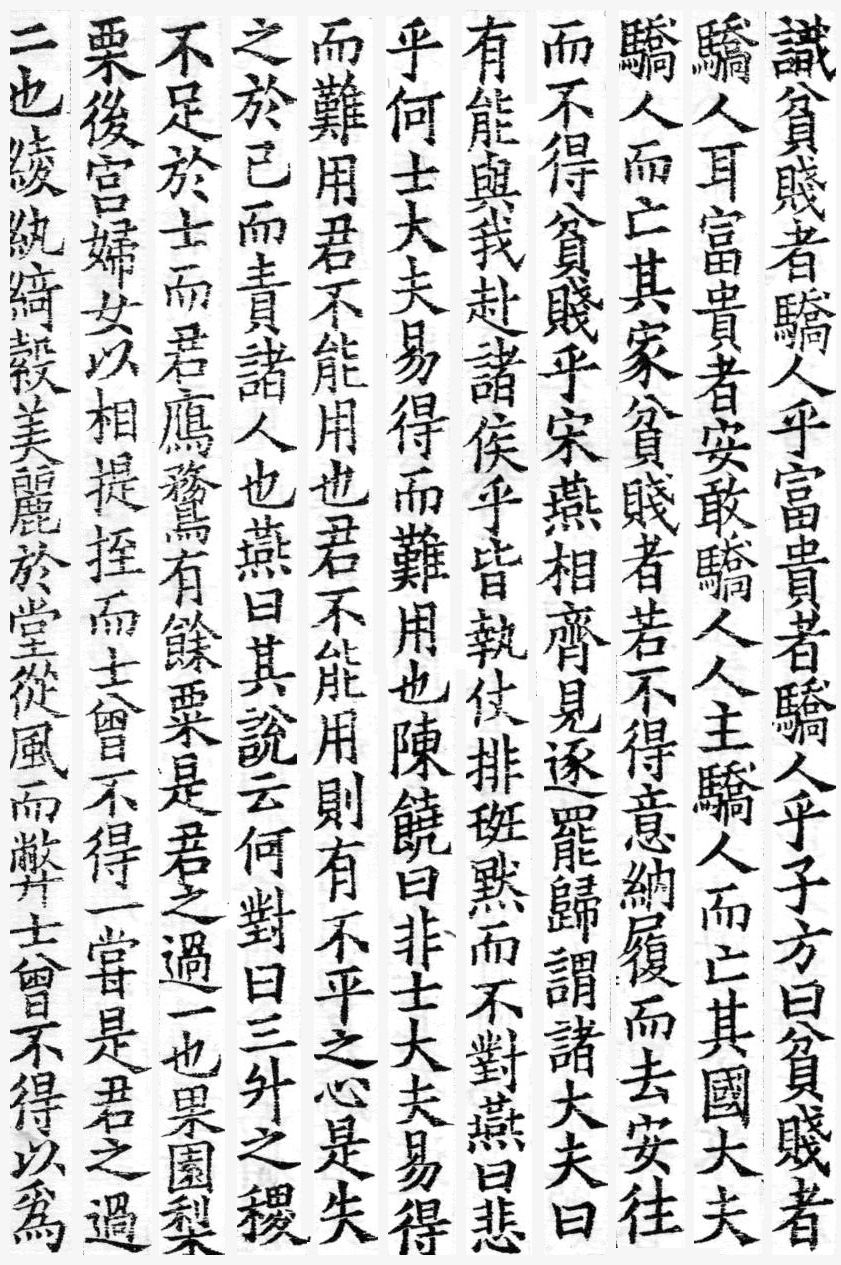 識貧賤者驕人乎富貴者驕人乎子方曰貧賤者
驕人耳富貴者安敢驕人人主驕人而亡其國大夫
驕人而亡其家貧賤者若不得意納履而去安往
而不得貧賤乎宋燕相齊見逐罷歸謂諸大夫曰
有能與我赴諸侯乎皆執仗排班默而不對燕曰悲
乎何士大夫易得而難用也陳饒曰非士大夫易得
而難用君不能用也君不能用則有不平之心是失
之於己而責諸人也燕曰其說云何對曰三升之稷
不足於士而君鴈鶩有餘粟是君之過一也果園梨
栗後宮婦女以相提挃而士曾不得一嘗是君之過
二也綾紈綺縠美麗於堂從風而弊士曾不得以為